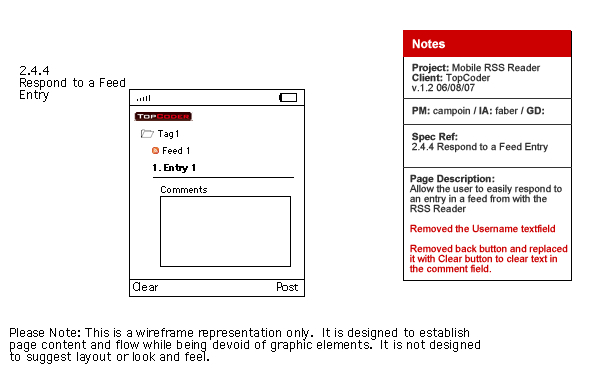 2.4.4
Respond to a Feed
Entry
TOPCODER
Tag1
Feed 1
1. Entry 1
Comments
Clear
Post
Notes
Project: Mobile RSS Reader
Client: TopCoder
v.1.2 06/08/07
PM: campoin / IA: faber / GD:
Spec Ref:
2.4.4 Respond to a Feed Entry
Page Description:
Allow the user to easily respond to
an entry in a feed from with the
RSS Reader
Removed the Username textfield
Removed back button and replaced
it with Clear button to clear text in
the comment field.
Please Note: This is a wireframe representation only. It is designed to establish
page content and flow while being devoid of graphic elements. It is not designed
to suggest layout or look and feel.